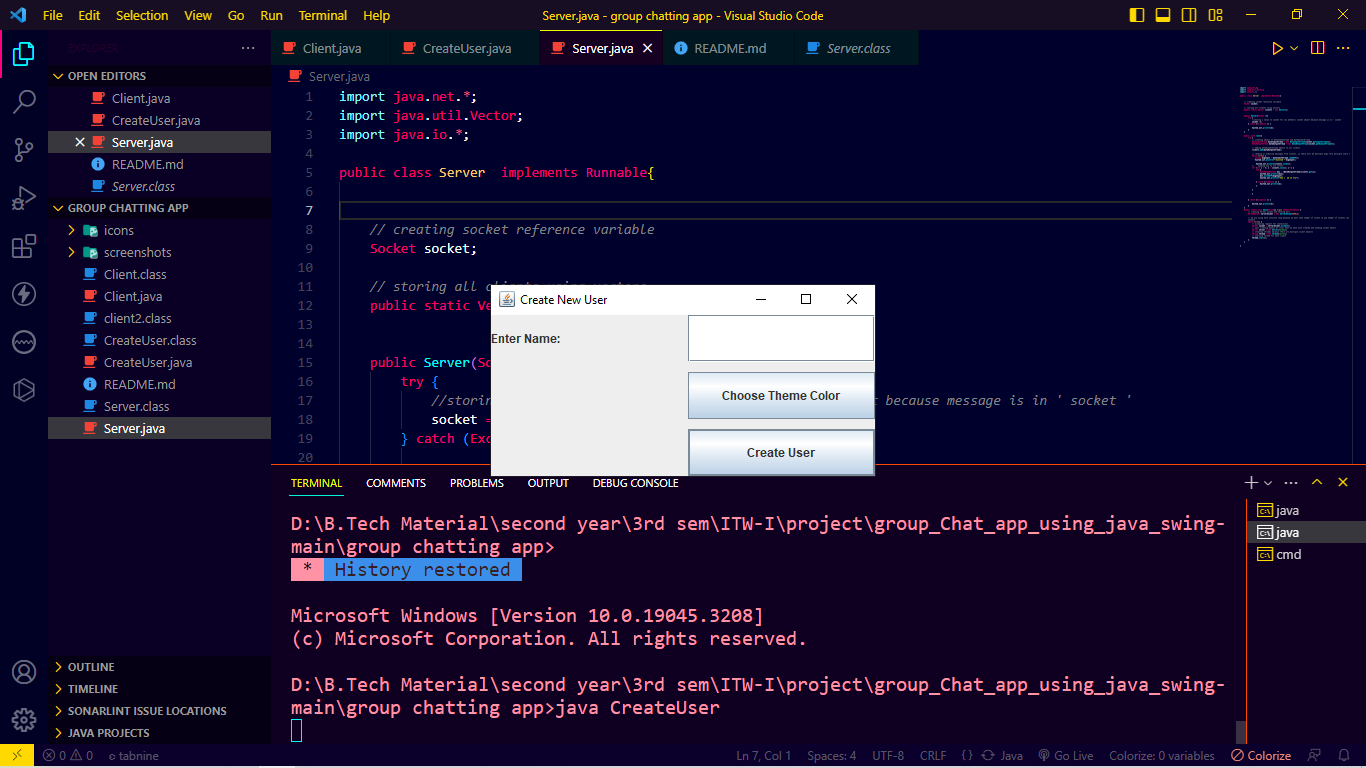 File Edit Selection View Go Run Terminal Help
Server.java - group chatting app - Visual Studio Code
EXPLORER
Client.java CreateUser.java Server.java README.md Server.class
OPEN EDITORS
Client.java
CreateUser.java
Server.java
README.md
Server.class
GROUP CHATTING APP
icons
screenshots
Client.class
Client.java
client2.class
CreateUser.class
CreateUser.java
README.md
Server.class
Server.java
OUTLINE
TIMELINE
SONARLINT ISSUE LOCATIONS
JAVA PROJECTS
Server.java
1 import java.net.*;
2 import java.util.Vector;
3 import java.io.*;
4
5 public class Server  implements Runnable{
6
7
8 // creating socket reference variable
9 Socket socket;
10
11 // storing all clients using vectors
12 public static Ve
13
14
15 public Server(So
16 try {
17 //storin t because message is in ' socket '
18 socket =
19 } catch (Exc
20
Create New User
Enter Name:
Choose Theme Color
Create User
TERMINAL COMMENTS PROBLEMS OUTPUT DEBUG CONSOLE
D:\B.Tech Material\second year\3rd sem\ITW-I\project\group_Chat_app_using_java_swing-
main\group chatting app>
* History restored
Microsoft Windows [Version 10.0.19045.3208]
(c) Microsoft Corporation. All rights reserved.
D:\B.Tech Material\second year\3rd sem\ITW-I\project\group_Chat_app_using_java_swing-
main\group chatting app>java CreateUser
java
java
cmd
0 0 tabnine Ln 7, Col 1 Spaces: 4 UTF-8 CRLF {} Java Go Live Colorize: 0 variables Colorize